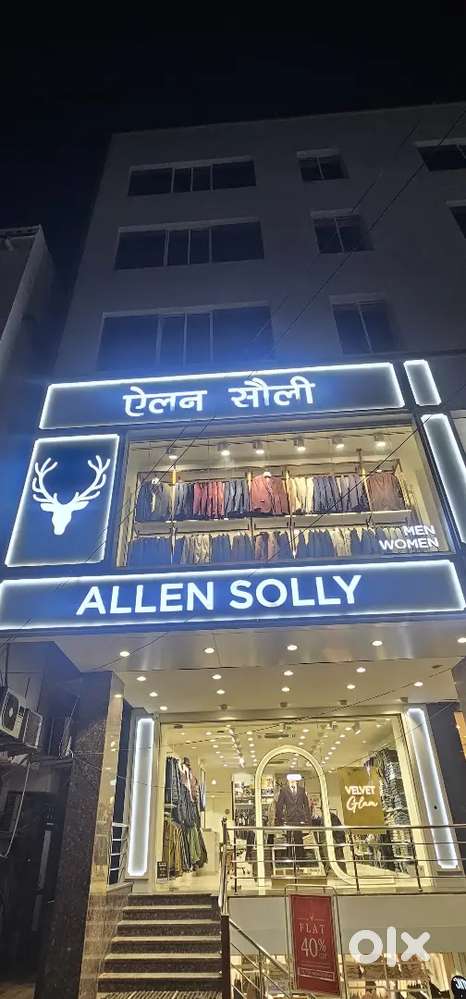 ऐलन सौली
MEN
WOMEN
ALLEN SOLLY
VELVET
Glam
FLAT
40%
olx